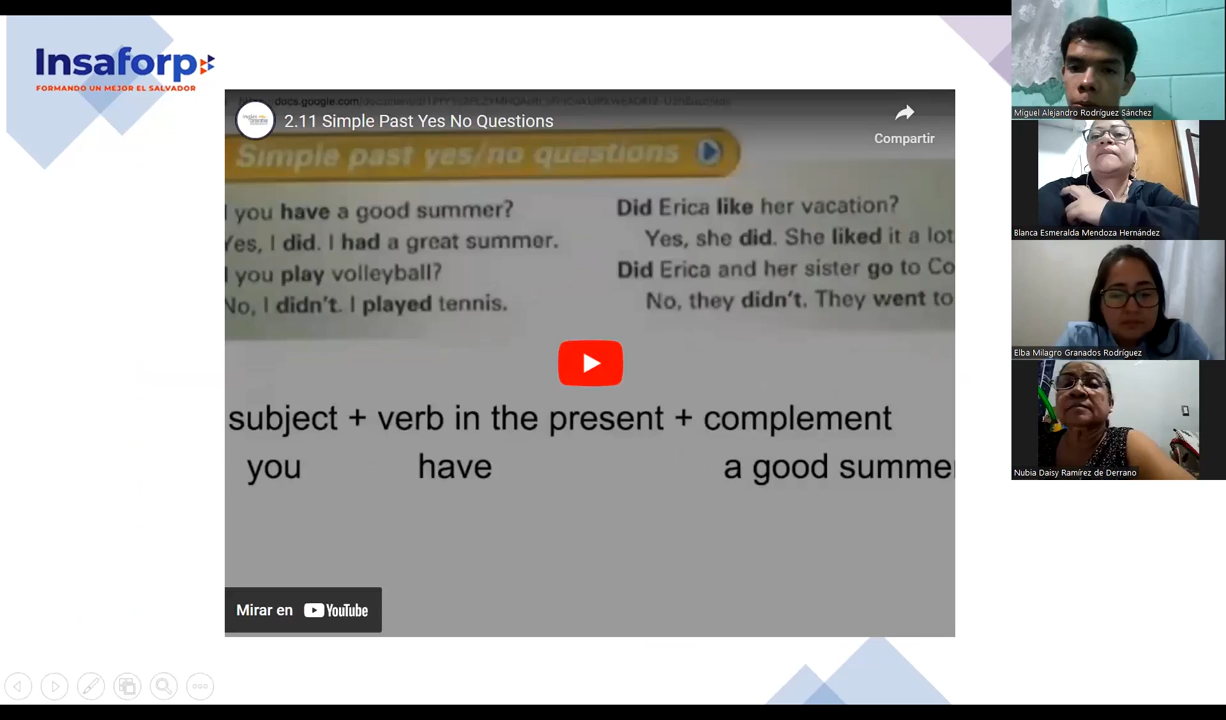 Insaforp
FORMANDO UN MEJOR EL SALVADOR
2.11 Simple Past Yes No Questions
Compartir
Simple past yes/no questions
you have a good summer?
Yes, I did. I had a great summer.
you play volleyball?
No, I didn't. I played tennis.
Did Erica like her vacation?
Yes, she did. She liked it a lot
Did Erica and her sister go to Co
No, they didn't. They went to
subject + verb in the present + complement
you have a good summe
Mirar en YouTube
Miguel Alejandro Rodríguez Sánchez
Blanca Esmeralda Mendoza Hernández
Elba Milagro Granados Rodríguez
Nubia Daisy Ramírez de Derrano